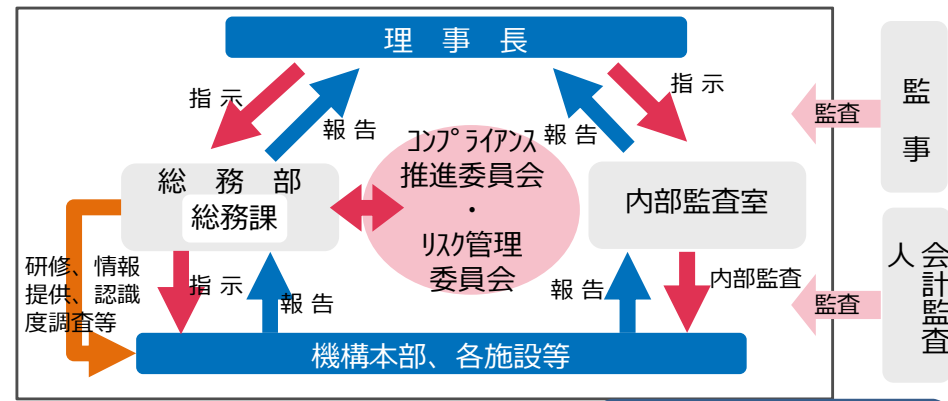 理 事 長
指 示
報 告
報 告
指 示
監査
監 事
コンプライアンス
推進委員会
・
リスク管理
委員会
総 務 部
総務課
内部監査室
研修、情報
提供、認識
度調査等
指 示
報 告
報 告
内部監査
監査
会計監査人
機構本部、各施設等